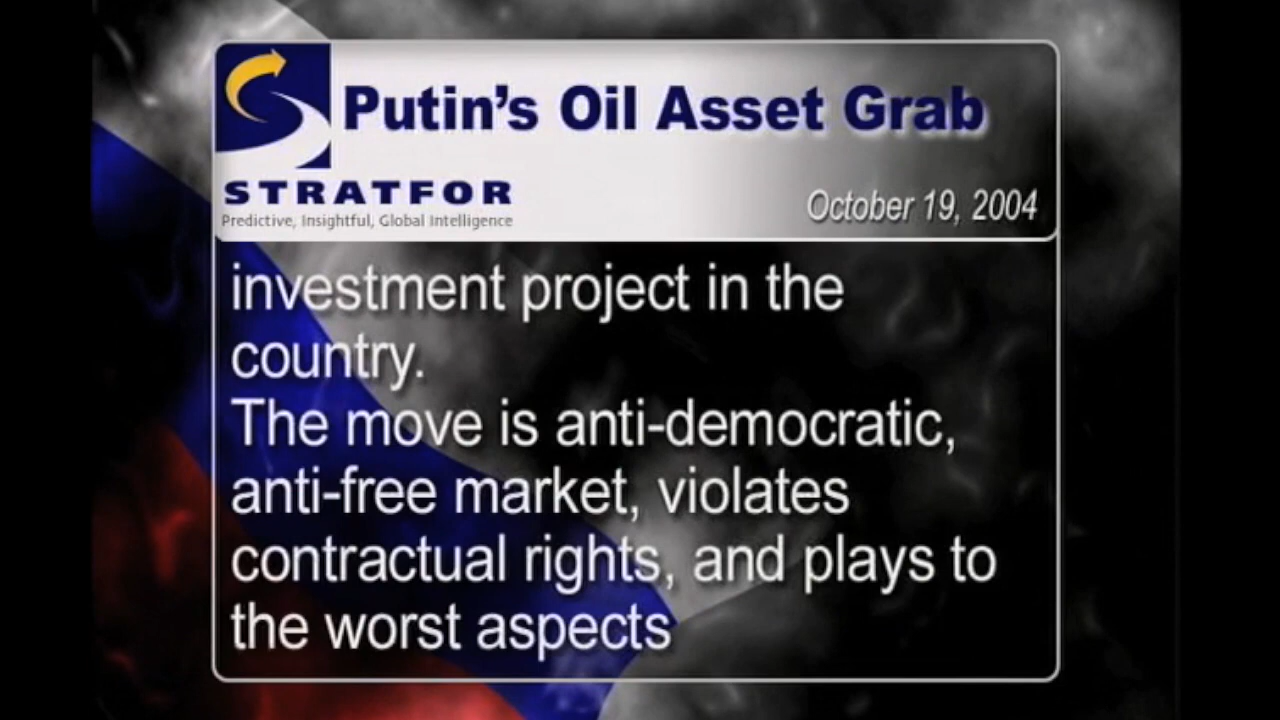 Putin's Oil Asset Grab
STRATFOR
Predictive, Insightful, Global Intelligence
October 19, 2004
investment project in the
country.
The move is anti-democratic,
anti-free market, violates
contractual rights, and plays to
the worst aspects